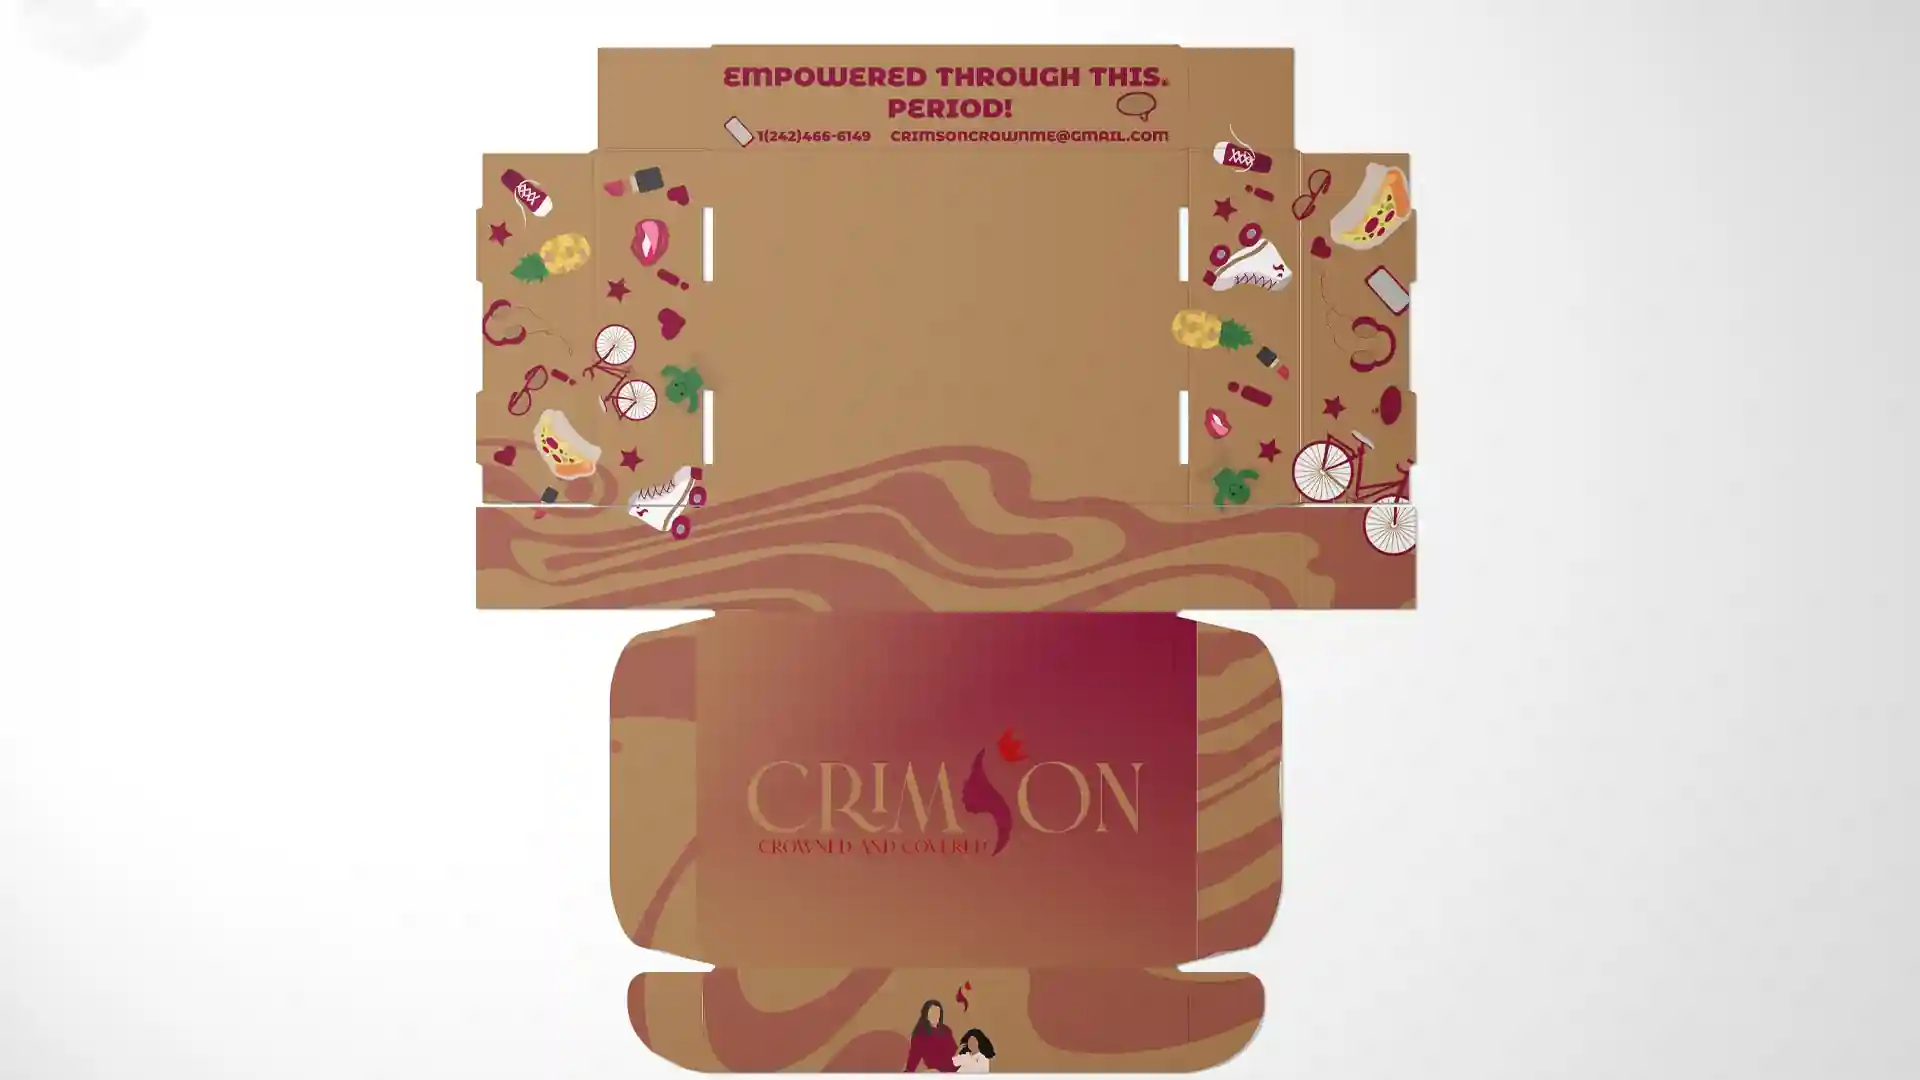 EMPOWERED THROUGH THIS.
PERIOD!
1(242)466-6149 CRIMSONCROWNME@GMAIL.COM
CRIMSON
CROWNED AND COVERED